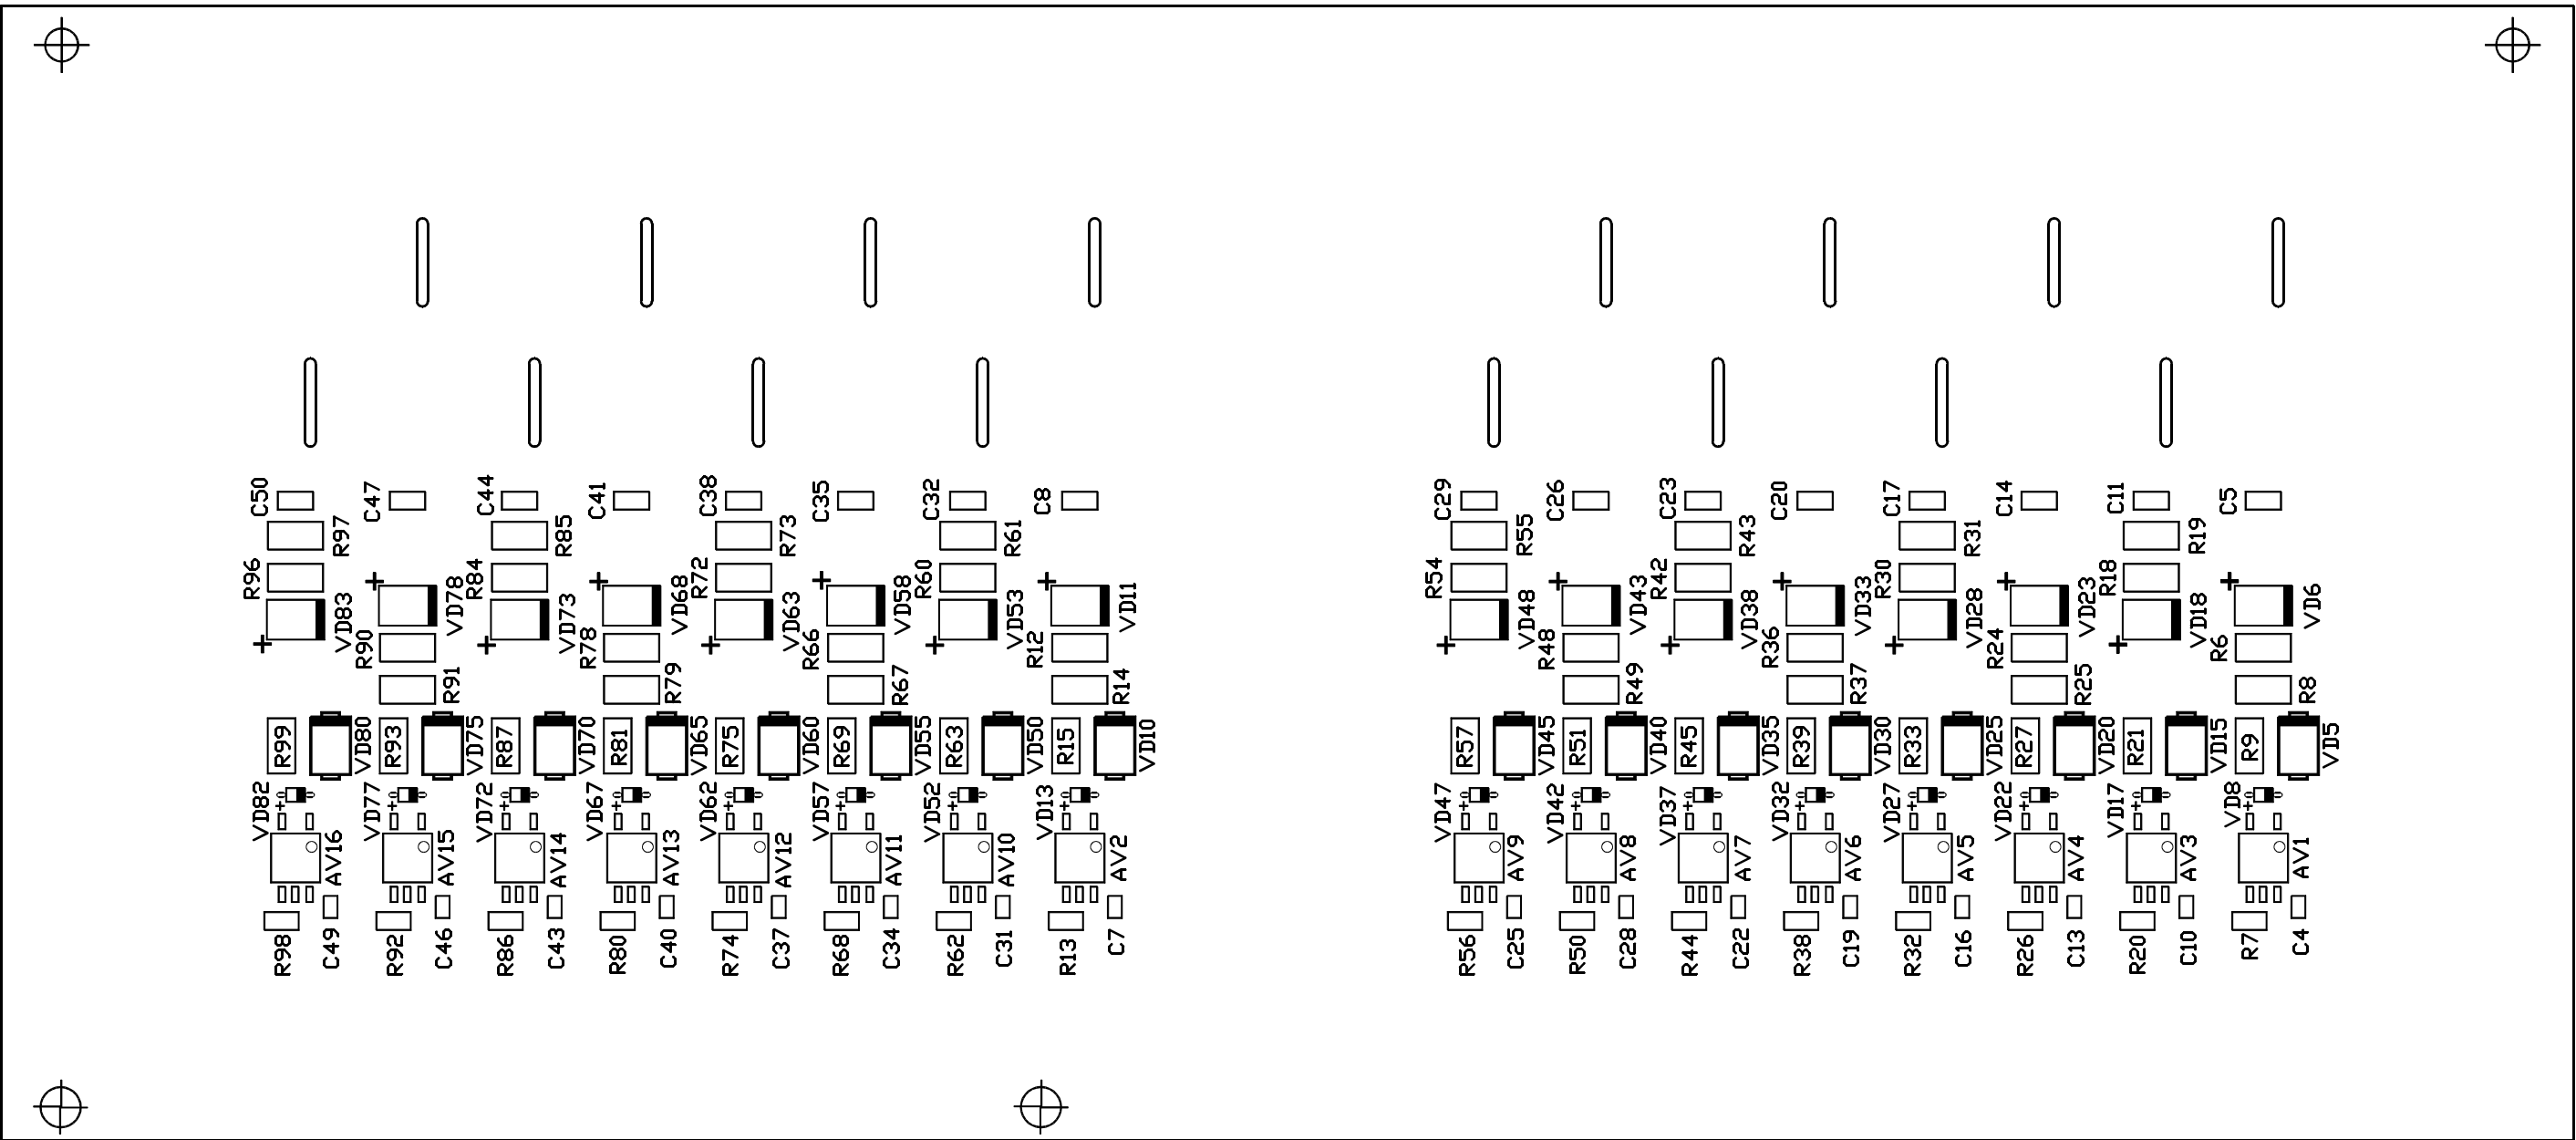 C50 C47 C44 C41 C38 C35 C32 C8 C29 C26 C23 C20 C17 C14 C11 C5
R97 R85 R73 R61 R55 R43 R31 R19
R96 R84 R72 R60 R54 R42 R30 R18
+ + + + + + + +
VD78 VD68 VD58 VD11 VD43 VD33 VD23 VD6
VD83 VD73 VD63 VD53 VD48 VD38 VD28 VD18
+ + + + + + + +
R90 R78 R66 R12 R48 R36 R24 R6
R91 R79 R67 R14 R49 R37 R25 R8
R99 VD80 R93 VD75 R87 VD70 R81 VD65 R75 VD60 R69 VD55 R63 VD50 R15 VD10 R57 VD45 R51 VD40 R45 VD35 R39 VD30 R33 VD25 R27 VD20 R21 VD15 R9 VD5
VD82 + VD77 + VD72 + VD67 + VD62 + VD57 + VD52 + VD13 + VD47 + VD42 + VD37 + VD32 + VD27 + VD22 + VD17 + VD8 +
AV16 AV15 AV14 AV13 AV12 AV11 AV10 AV2 AV9 AV8 AV7 AV6 AV5 AV4 AV3 AV1
R98 C49 R92 C46 R86 C43 R80 C40 R74 C37 R68 C34 R62 C31 R13 C7 R56 C25 R50 C28 R44 C22 R38 C19 R32 C16 R26 C13 R20 C10 R7 C4